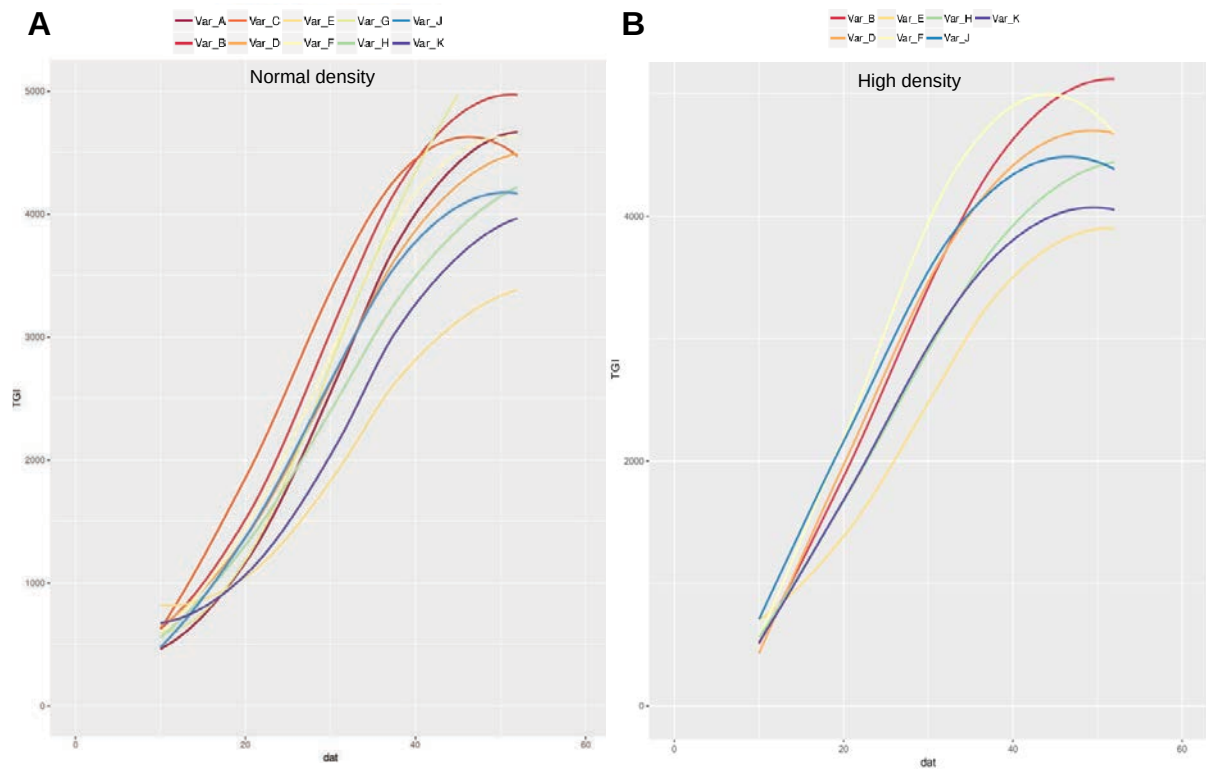 A
Var_A Var_C Var_E Var_G Var_J
Var_B Var_D Var_F Var_H Var_K
Normal density
5000
4000
3000
2000
1000
0
TGI
0 20 40 60
dat
B
Var_B Var_E Var_H Var_K
Var_D Var_F Var_J
High density
4000
2000
0
TGI
0 20 40 60
dat